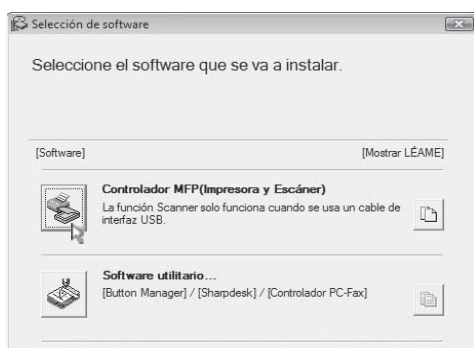 Selección de software
Seleccione el software que se va a instalar.
[Software] [Mostrar LÉAME]
Controlador MFP(Impresora y Escáner)
La función Scanner solo funciona cuando se usa un cable de
interfaz USB.
Software utilitario...
[Button Manager] / [Sharpdesk] / [Controlador PC-Fax]